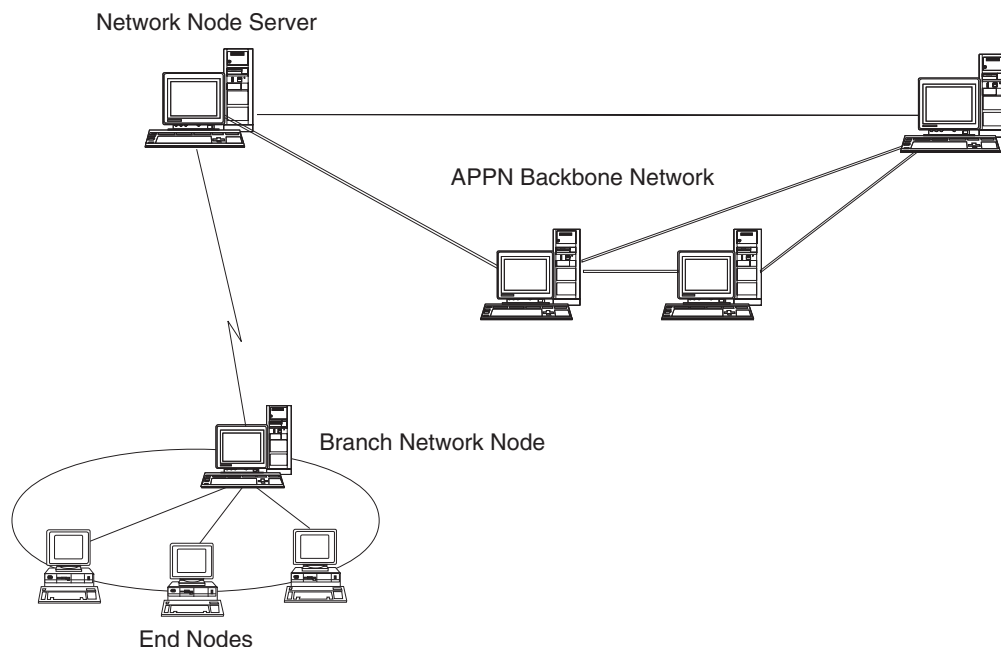 Network Node Server
APPN Backbone Network
Branch Network Node
End Nodes